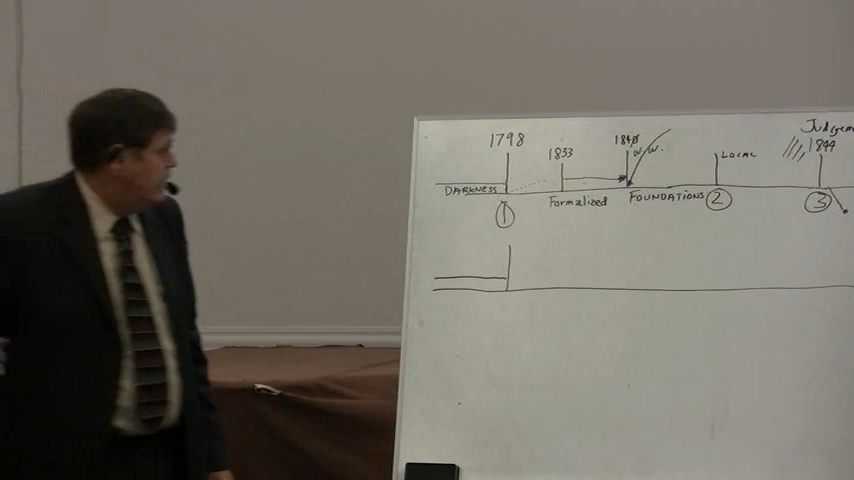 Judgem
1798 1833 1840 1844
W.W.
LOCAL
DARKNESS Formalized FOUNDATIONS
1 2 3